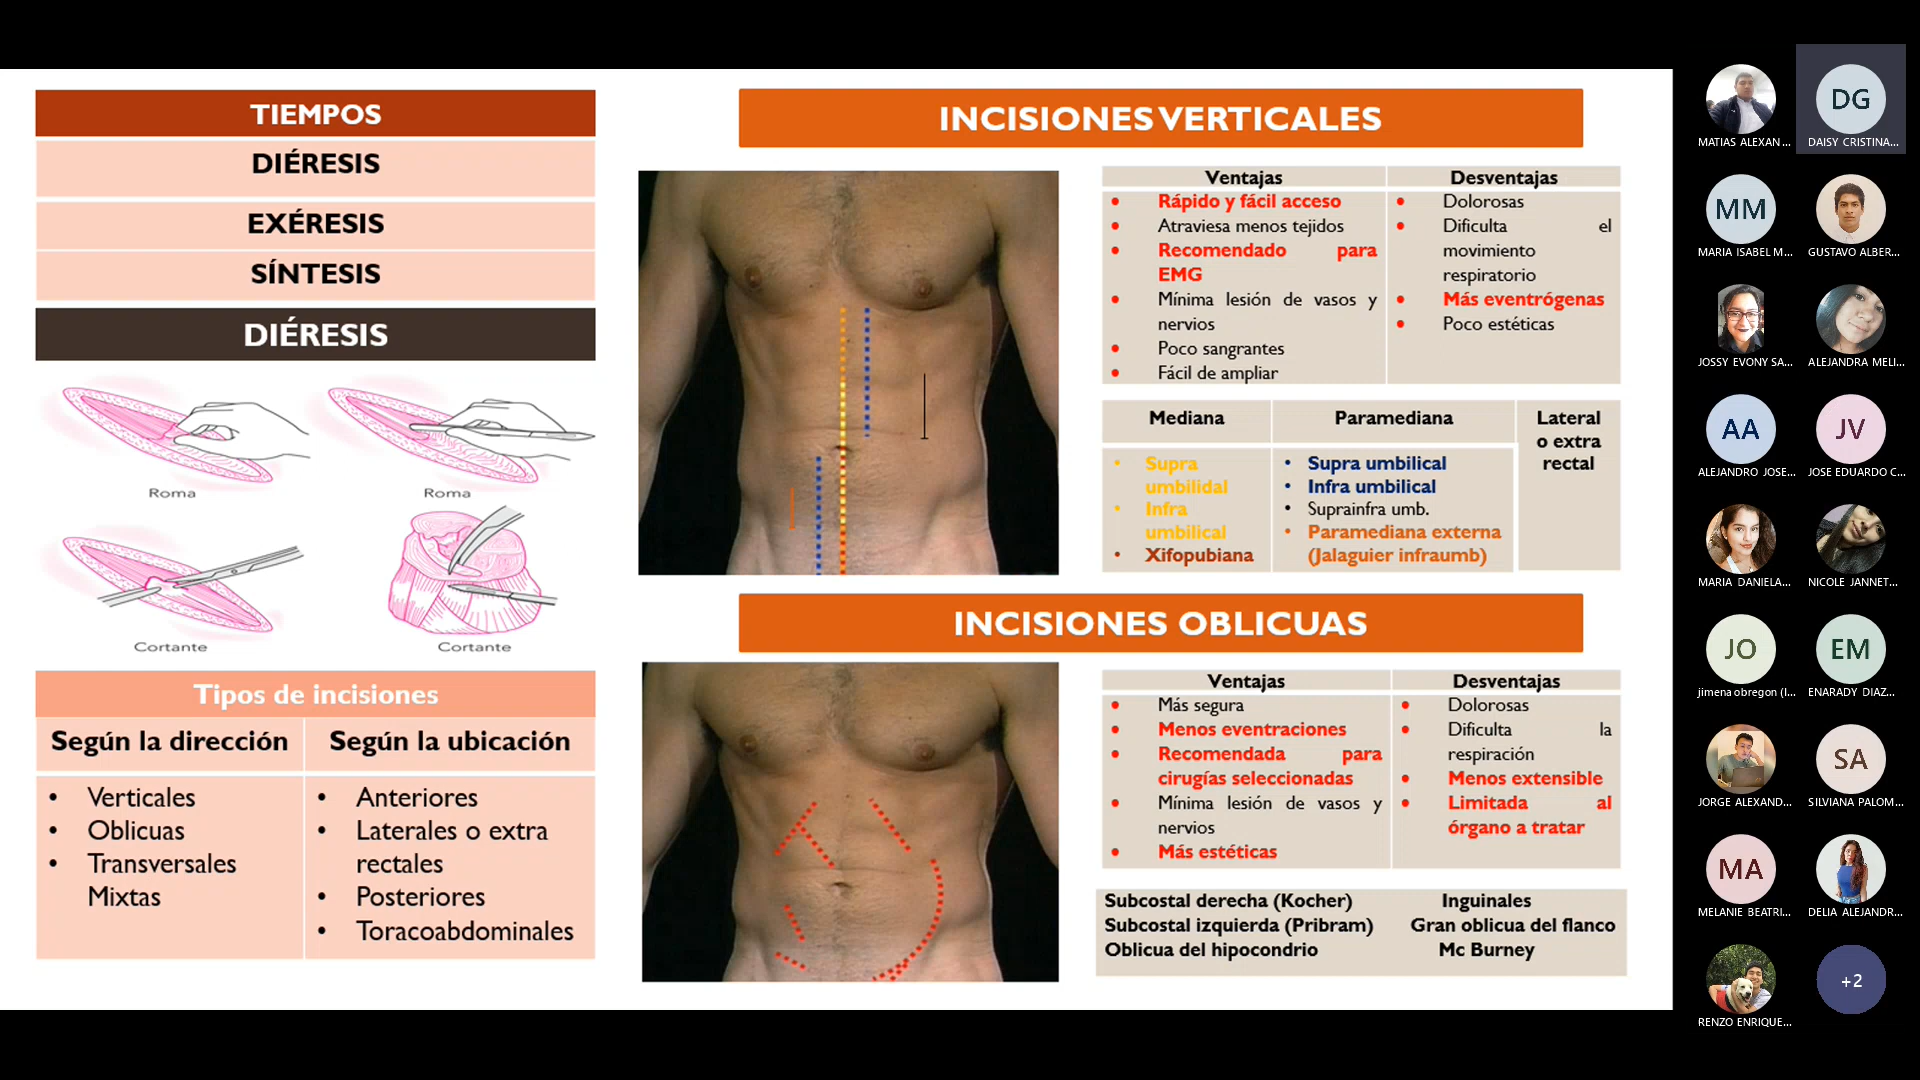 TIEMPOS
DIÉRESIS
EXÉRESIS
SÍNTESIS
DIÉRESIS
Roma
Roma
Cortante
Cortante
Tipos de incisiones
Según la dirección
• Verticales
• Oblicuas
• Transversales
Mixtas
Según la ubicación
• Anteriores
• Laterales o extra
rectales
• Posteriores
• Toracoabdominales
INCISIONES VERTICALES
Ventajas
• Rápido y fácil acceso
• Atraviesa menos tejidos
• Recomendado para
EMG
• Mínima lesión de vasos y
nervios
• Poco sangrantes
• Fácil de ampliar
Desventajas
• Dolorosas
• Dificulta el
movimiento
respiratorio
• Más eventrógenas
• Poco estéticas
Mediana
• Supra
umbilidal
• Infra
umbilical
• Xifopubiana
Paramediana
• Supra umbilical
• Infra umbilical
• Suprainfra umb.
• Paramediana externa
(Jalaguier infraumb)
Lateral
o extra
rectal
INCISIONES OBLICUAS
Ventajas
• Más segura
• Menos eventraciones
• Recomendada para
cirugías seleccionadas
• Mínima lesión de vasos y
nervios
• Más estéticas
Desventajas
• Dolorosas
• Dificulta la
respiración
• Menos extensible
• Limitada al
órgano a tratar
Subcostal derecha (Kocher)
Subcostal izquierda (Pribram)
Oblicua del hipocondrio
Inguinales
Gran oblicua del flanco
Mc Burney
MATIAS ALEXAN...
DG
DAISY CRISTINA...
MM
MARIA ISABEL M...
GUSTAVO ALBER...
JOSSY EVONY SA...
ALEJANDRA MELI...
AA
ALEJANDRO JOSE...
JV
JOSE EDUARDO C...
MARIA DANIELA...
NICOLE JANNET...
JO
jimena obregon (I...
EM
ENARADY DIAZ...
JORGE ALEXAND...
SA
SILVIANA PALOM...
MA
MELANIE BEATRI...
DELIA ALEJANDR...
RENZO ENRIQUE...
+2